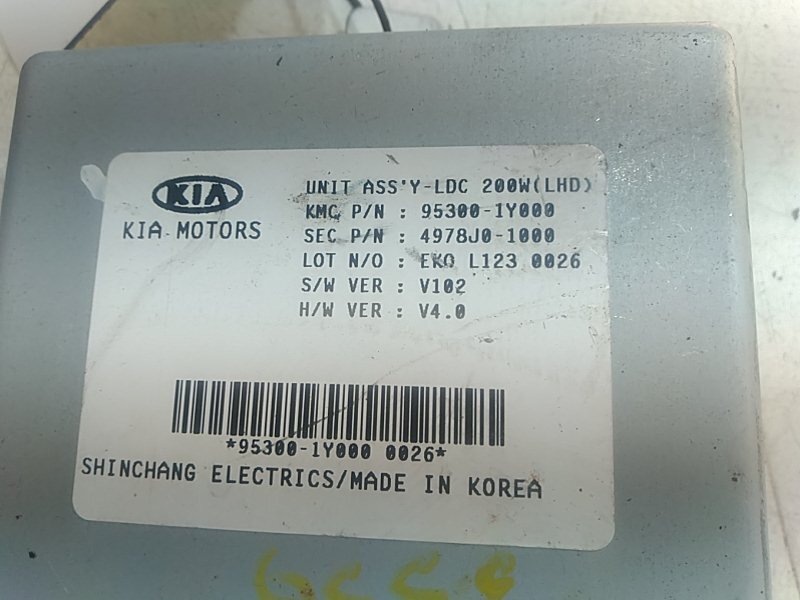 KIA
KIA MOTORS
UNIT ASS'Y-LDC 200W(LHD)
KMC P/N : 95300-1Y000
SEC P/N : 4978J0-1000
LOT N/O : EKO L123 0026
S/W VER : V102
H/W VER : V4.0
*95300-1Y000 0026*
SHINCHANG ELECTRICS/MADE IN KOREA